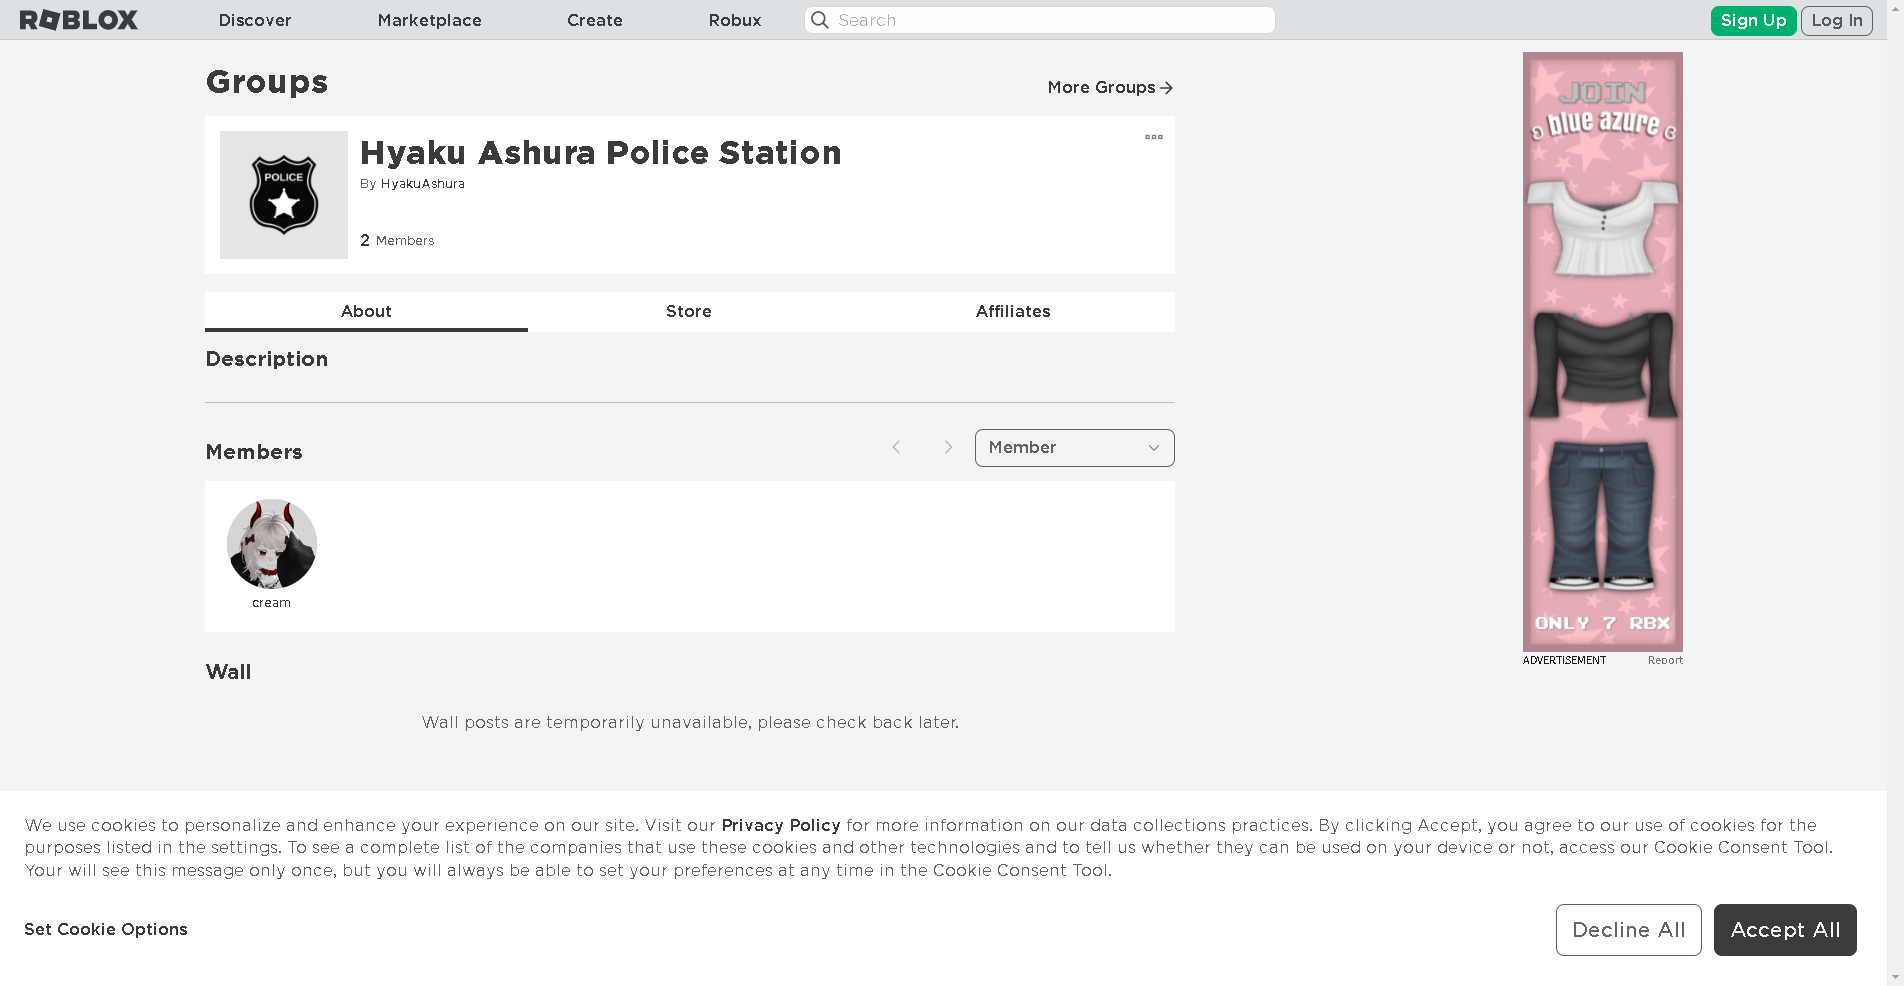 ROBLOX
Discover
Marketplace
Create
Robux
Search
Sign Up
Log In
Groups
More Groups
POLICE
Hyaku Ashura Police Station
By HyakuAshura
2 Members
About
Store
Affiliates
Description
Members
Member
cream
Wall
Wall posts are temporarily unavailable, please check back later.
JOIN
blue azure
ONLY 7 RBX
ADVERTISEMENT
Report
We use cookies to personalize and enhance your experience on our site. Visit our Privacy Policy for more information on our data collections practices. By clicking Accept, you agree to our use of cookies for the
purposes listed in the settings. To see a complete list of the companies that use these cookies and other technologies and to tell us whether they can be used on your device or not, access our Cookie Consent Tool.
Your will see this message only once, but you will always be able to set your preferences at any time in the Cookie Consent Tool.
Set Cookie Options
Decline All
Accept All